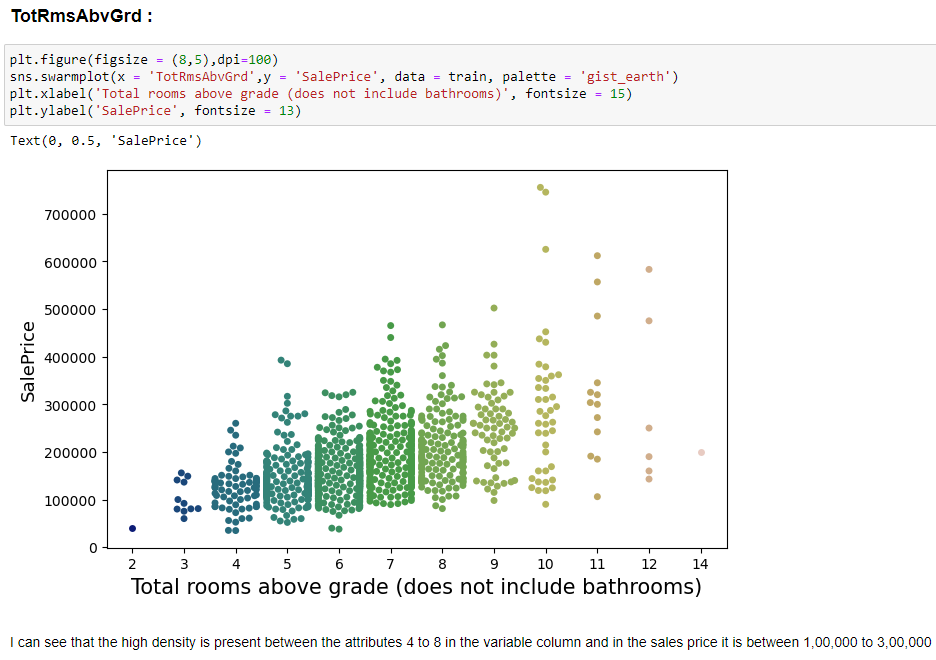 TotRmsAbvGrd :
plt.figure(figsize = (8,5),dpi=100)
sns.swarmplot(x = 'TotRmsAbvGrd',y = 'SalePrice', data = train, palette = 'gist_earth')
plt.xlabel('Total rooms above grade (does not include bathrooms)', fontsize = 15)
plt.ylabel('SalePrice', fontsize = 13)
Text(0, 0.5, 'SalePrice')
700000
600000
500000
400000
300000
200000
100000
0
SalePrice
2 3 4 5 6 7 8 9 10 11 12 14
Total rooms above grade (does not include bathrooms)
I can see that the high density is present between the attributes 4 to 8 in the variable column and in the sales price it is between 1,00,000 to 3,00,000